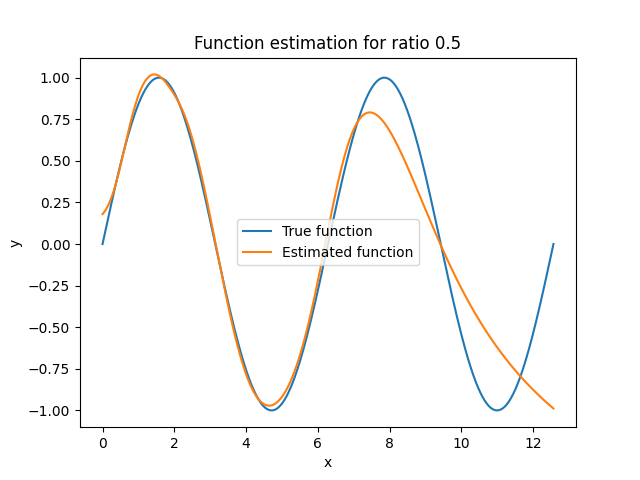 Function estimation for ratio 0.5
1.00
0.75
0.50
0.25
0.00
−0.25
−0.50
−0.75
−1.00
y
True function
Estimated function
0 2 4 6 8 10 12
x